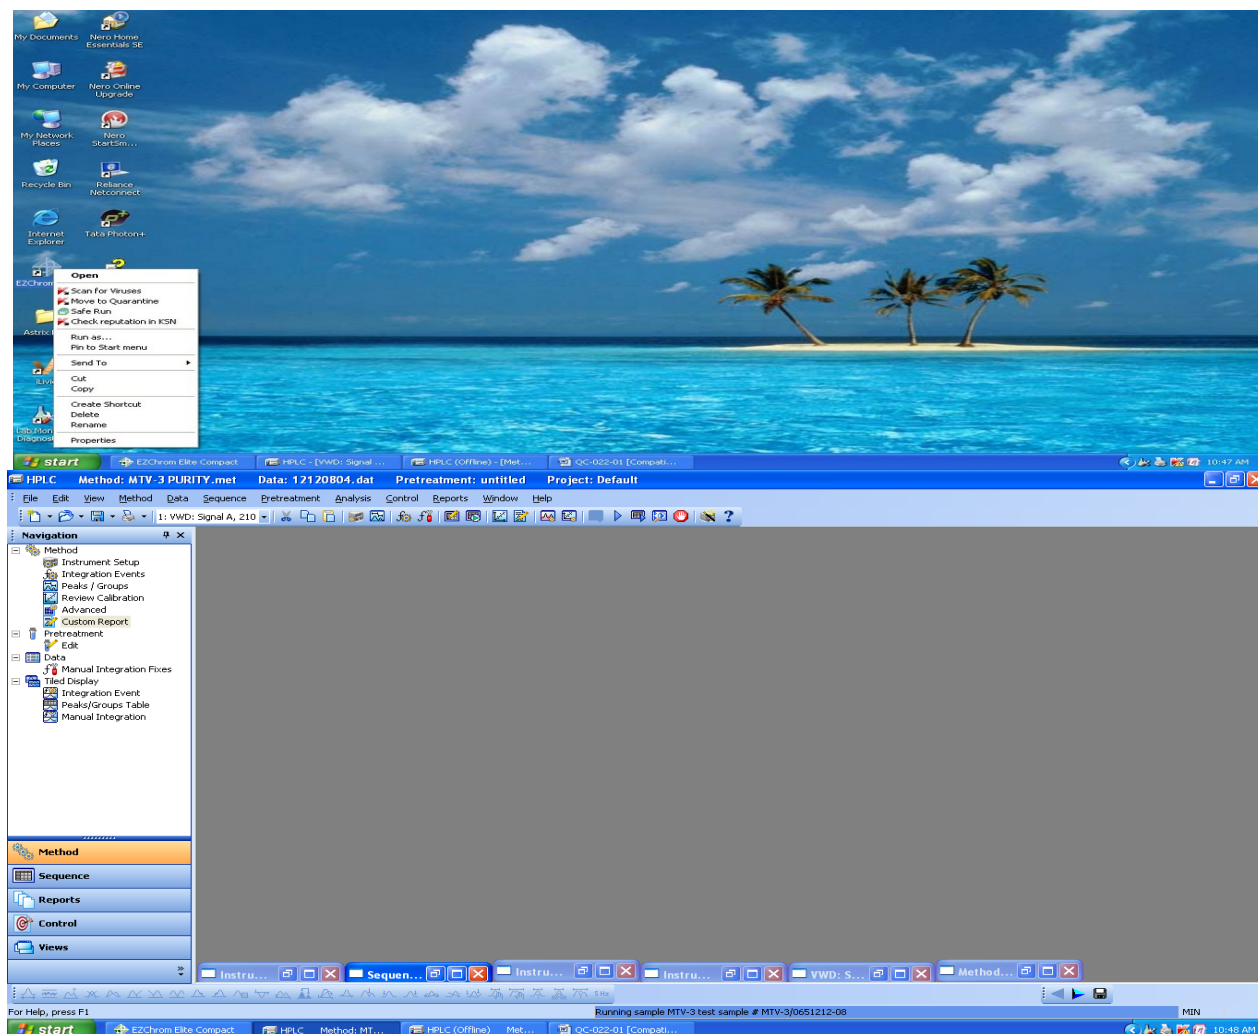 My Documents
Nero Home Essentials SE
My Computer
Nero Online Upgrade
My Network Places
Nero StartSm...
Recycle Bin
Reliance Netconnect
Internet Explorer
Tata Photon+
EZChrom
Astrix
Lab Mon
Diagnos
Open
Scan for Viruses
Move to Quarantine
Safe Run
Check reputation in KSN
Run as...
Pin to Start menu
Send To
Cut
Copy
Create Shortcut
Delete
Rename
Properties
start EZChrom Elite Compact HPLC - [VWD: Signal ... HPLC (Offline) - [Met... QC-022-01 [Compati... 10:47 AM
HPLC Method: MTV-3 PURITY.met Data: 12120804.dat Pretreatment: untitled Project: Default
File Edit View Method Data Sequence Pretreatment Analysis Control Reports Window Help
1: VWD: Signal A, 210
Navigation
Method
Instrument Setup
Integration Events
Peaks / Groups
Review Calibration
Advanced
Custom Report
Pretreatment
Edit
Data
Manual Integration Fixes
Tiled Display
Integration Event
Peaks/Groups Table
Manual Integration
Method
Sequence
Reports
Control
Views
Instru... Sequen... Instru... Instru... VWD: S... Method...
For Help, press F1 Running sample MTV-3 test sample # MTV-3/0651212-08 MIN
start EZChrom Elite Compact HPLC Method: MT... HPLC (Offline) Met... QC-022-01 [Compati... 10:48 AM